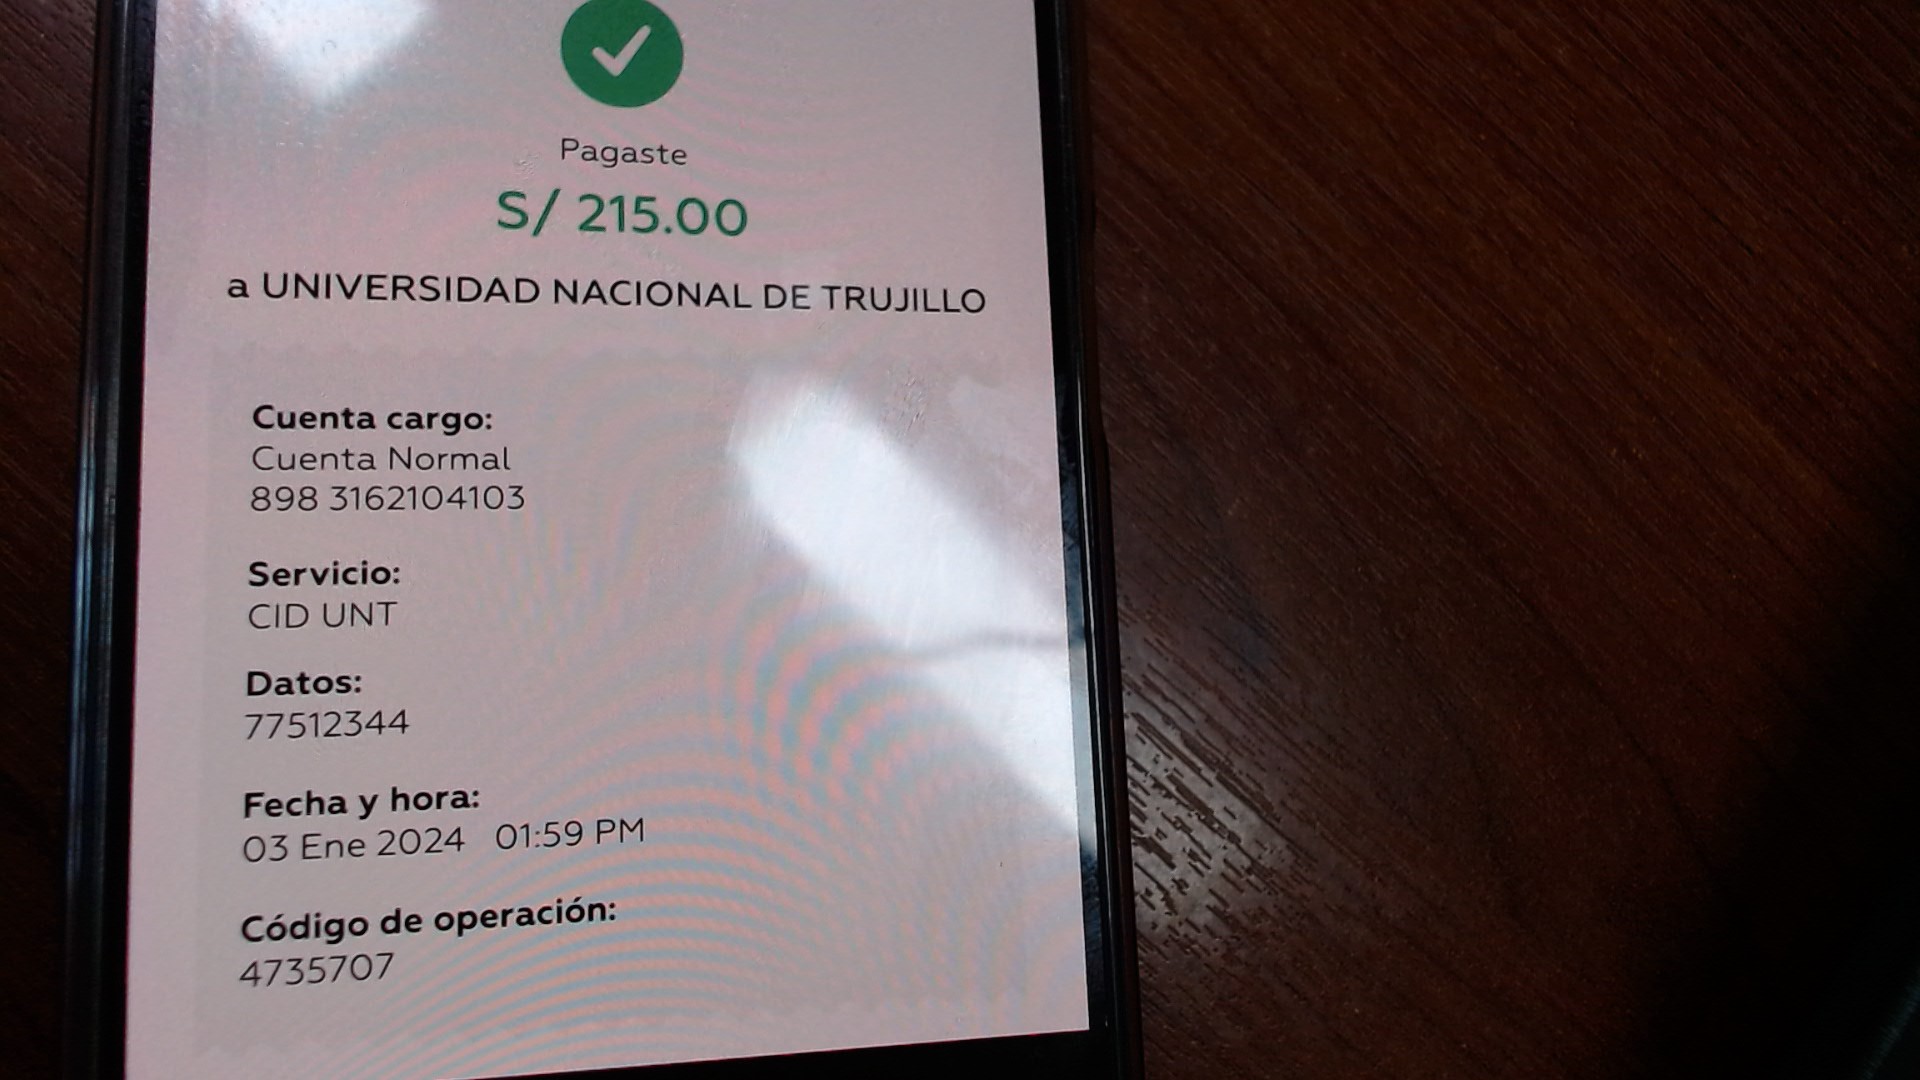 Pagaste
S/ 215.00
a UNIVERSIDAD NACIONAL DE TRUJILLO
Cuenta cargo:
Cuenta Normal
898 3162104103
Servicio:
CID UNT
Datos:
77512344
Fecha y hora:
03 Ene 2024 01:59 PM
Código de operación:
4735707